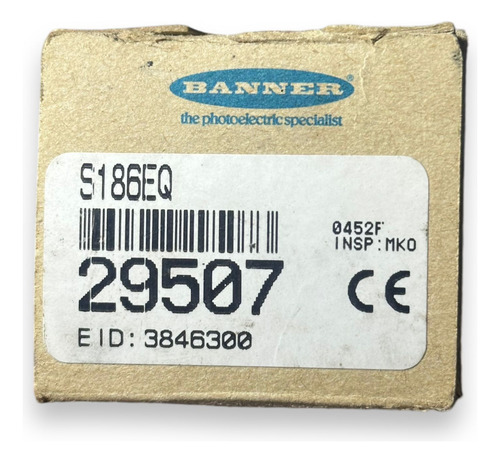 BANNER
the photoelectric specialist
S186EQ
0452F
INSP:MKO
29507
CE
EID: 3846300